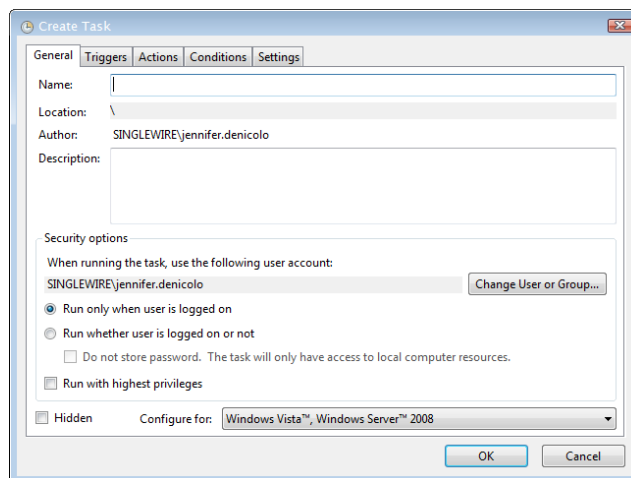 Create Task
General Triggers Actions Conditions Settings
Name:
Location: \
Author: SINGLEWIRE\jennifer.denicolo
Description:
Security options
When running the task, use the following user account:
SINGLEWIRE\jennifer.denicolo Change User or Group...
Run only when user is logged on
Run whether user is logged on or not
Do not store password. The task will only have access to local computer resources.
Run with highest privileges
Hidden Configure for: Windows Vista™, Windows Server™ 2008
OK Cancel